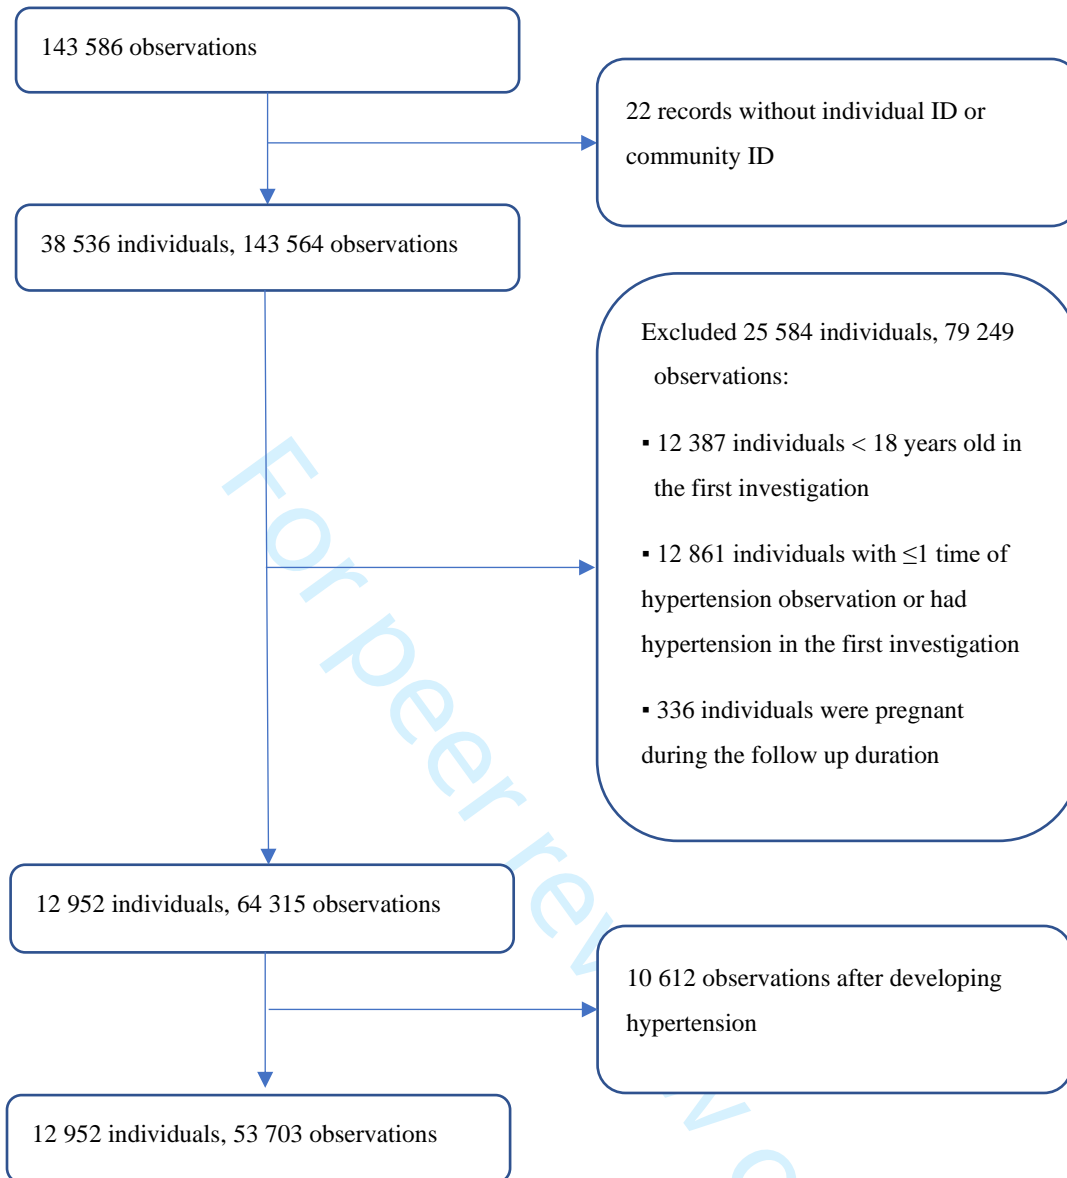 143 586 observations
22 records without individual ID or
community ID
38 536 individuals, 143 564 observations
Excluded 25 584 individuals, 79 249
observations:
▪ 12 387 individuals < 18 years old in
the first investigation
▪ 12 861 individuals with ≤1 time of
hypertension observation or had
hypertension in the first investigation
▪ 336 individuals were pregnant
during the follow up duration
12 952 individuals, 64 315 observations
10 612 observations after developing
hypertension
12 952 individuals, 53 703 observations
For peer review o